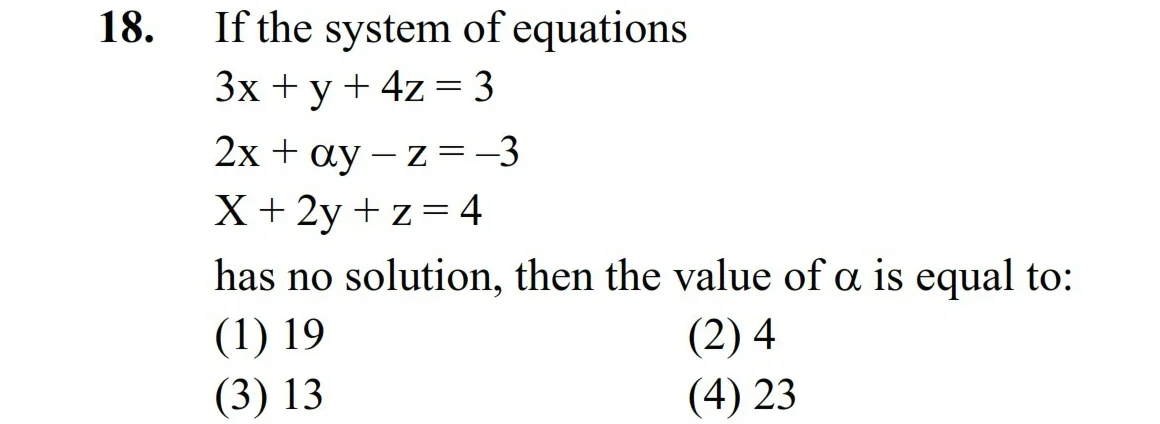 18. If the system of equations
3x + y + 4z = 3
2x + αy – z = –3
X + 2y + z = 4
has no solution, then the value of α is equal to:
(1) 19 (2) 4
(3) 13 (4) 23